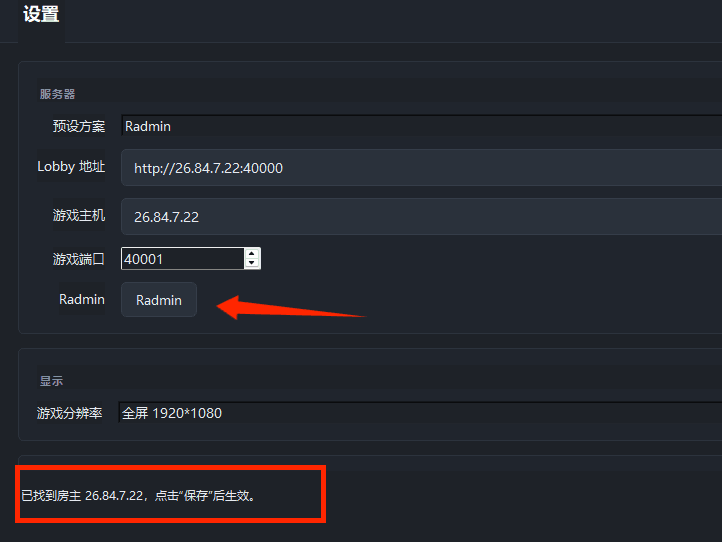 设置
服务器
预设方案 Radmin
Lobby 地址 http://26.84.7.22:40000
游戏主机 26.84.7.22
游戏端口 40001
Radmin Radmin
显示
游戏分辨率 全屏 1920*1080
已找到房主 26.84.7.22，点击“保存”后生效。